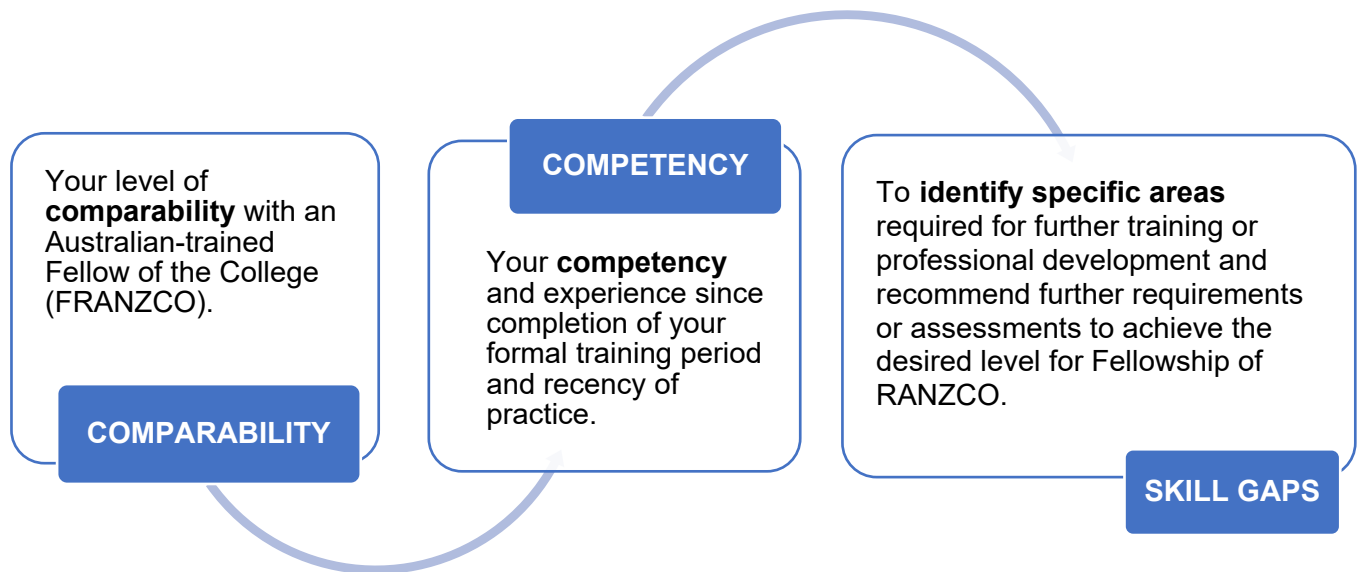 Your level of
comparability with an
Australian-trained
Fellow of the College
(FRANZCO).
COMPARABILITY
COMPETENCY
Your competency
and experience since
completion of your
formal training period
and recency of
practice.
To identify specific areas
required for further training or
professional development and
recommend further requirements
or assessments to achieve the
desired level for Fellowship of
RANZCO.
SKILL GAPS